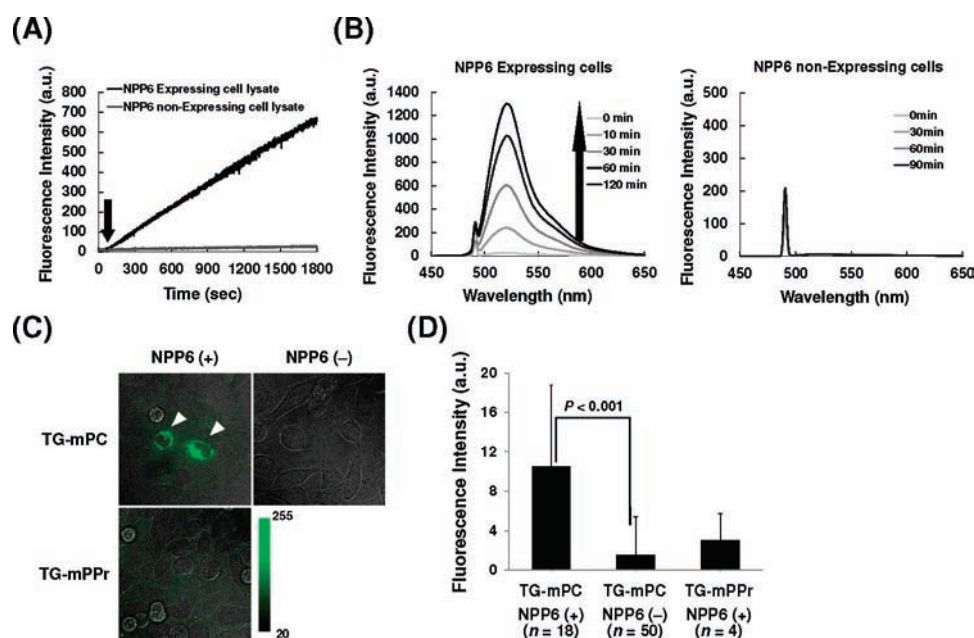 (A)
Fluorescence Intensity (a.u.)
800
700
600
500
400
300
200
100
0
NPP6 Expressing cell lysate
NPP6 non-Expressing cell lysate
0 300 600 900 1200 1500 1800
Time (sec)
(B)
NPP6 Expressing cells
Fluorescence Intensity (a.u.)
1400
1200
1000
800
600
400
200
0
0 min
10 min
30 min
60 min
120 min
450 500 550 600 650
Wavelength (nm)
NPP6 non-Expressing cells
Fluorescence Intensity (a.u.)
500
400
300
200
100
0
0min
30min
60min
90min
450 500 550 600 650
Wavelength (nm)
(C)
NPP6 (+) NPP6 (−)
TG-mPC
TG-mPPr
255
20
(D)
Fluorescence Intensity (a.u.)
20
16
12
8
4
0
P < 0.001
TG-mPC TG-mPC TG-mPPr
NPP6 (+) NPP6 (−) NPP6 (+)
(n = 18) (n = 50) (n = 4)